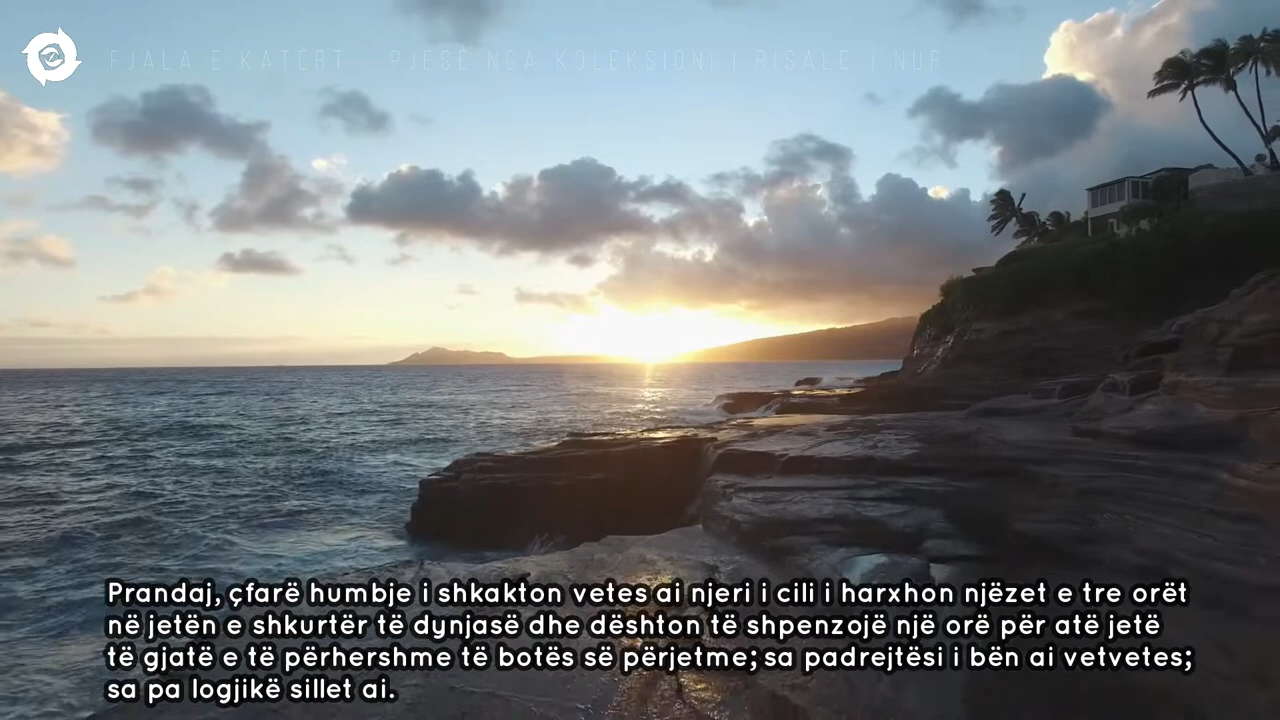 FJALA E KATËRT PJESË NGA KOLEKSIONI I RISALE-I NUR
Prandaj, çfarë humbje i shkakton vetes ai njeri i cili i harxhon njëzet e tre orët
në jetën e shkurtër të dynjasë dhe dështon të shpenzojë një orë për atë jetë
të gjatë e të përhershme të botës së përjetme; sa padrejtësi i bën ai vetvetes;
sa pa logjikë sillet ai.